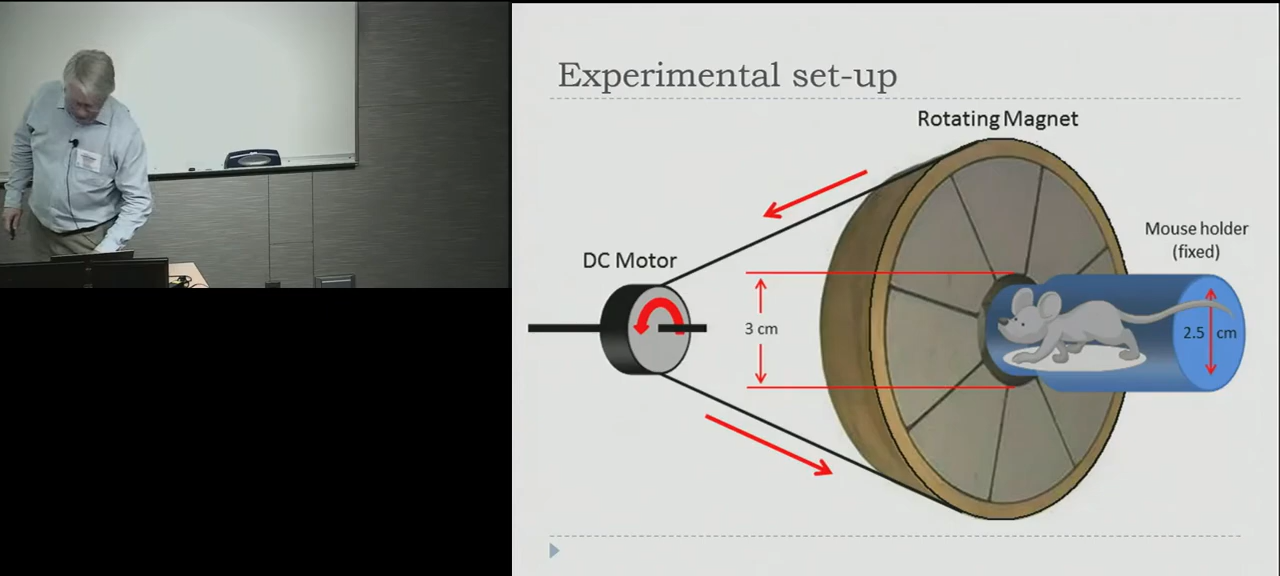 Experimental set-up
Rotating Magnet
Mouse holder
(fixed)
DC Motor
3 cm
2.5 cm